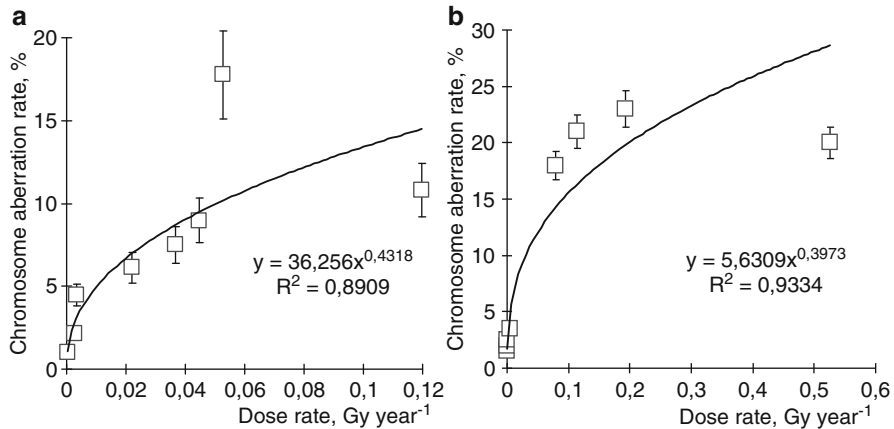 a
Chromosome aberration rate, %
20
15
10
5
0
y = 36,256x^0,4318
R² = 0,8909
0 0,02 0,04 0,06 0,08 0,1 0,12
Dose rate, Gy year⁻¹
b
Chromosome aberration rate, %
30
25
20
15
10
5
0
y = 5,6309x^0,3973
R² = 0,9334
0 0,1 0,2 0,3 0,4 0,5 0,6
Dose rate, Gy year⁻¹